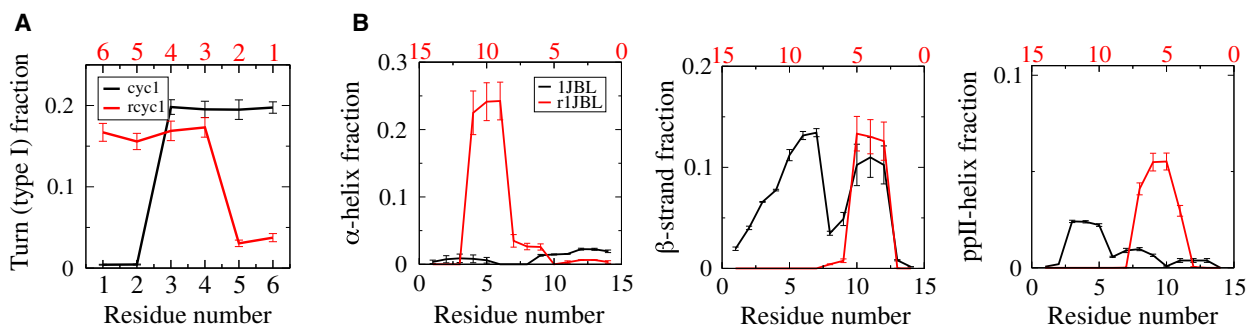 A
6 5 4 3 2 1
Turn (type I) fraction
0.2
0.1
0
cyc1
rcyc1
1 2 3 4 5 6
Residue number
B
15 10 5 0
α-helix fraction
0.3
0.2
0.1
0
1JBL
r1JBL
0 5 10 15
Residue number
15 10 5 0
β-strand fraction
0.2
0.1
0
0 5 10 15
Residue number
15 10 5 0
ppII-helix fraction
0.1
0
0 5 10 15
Residue number